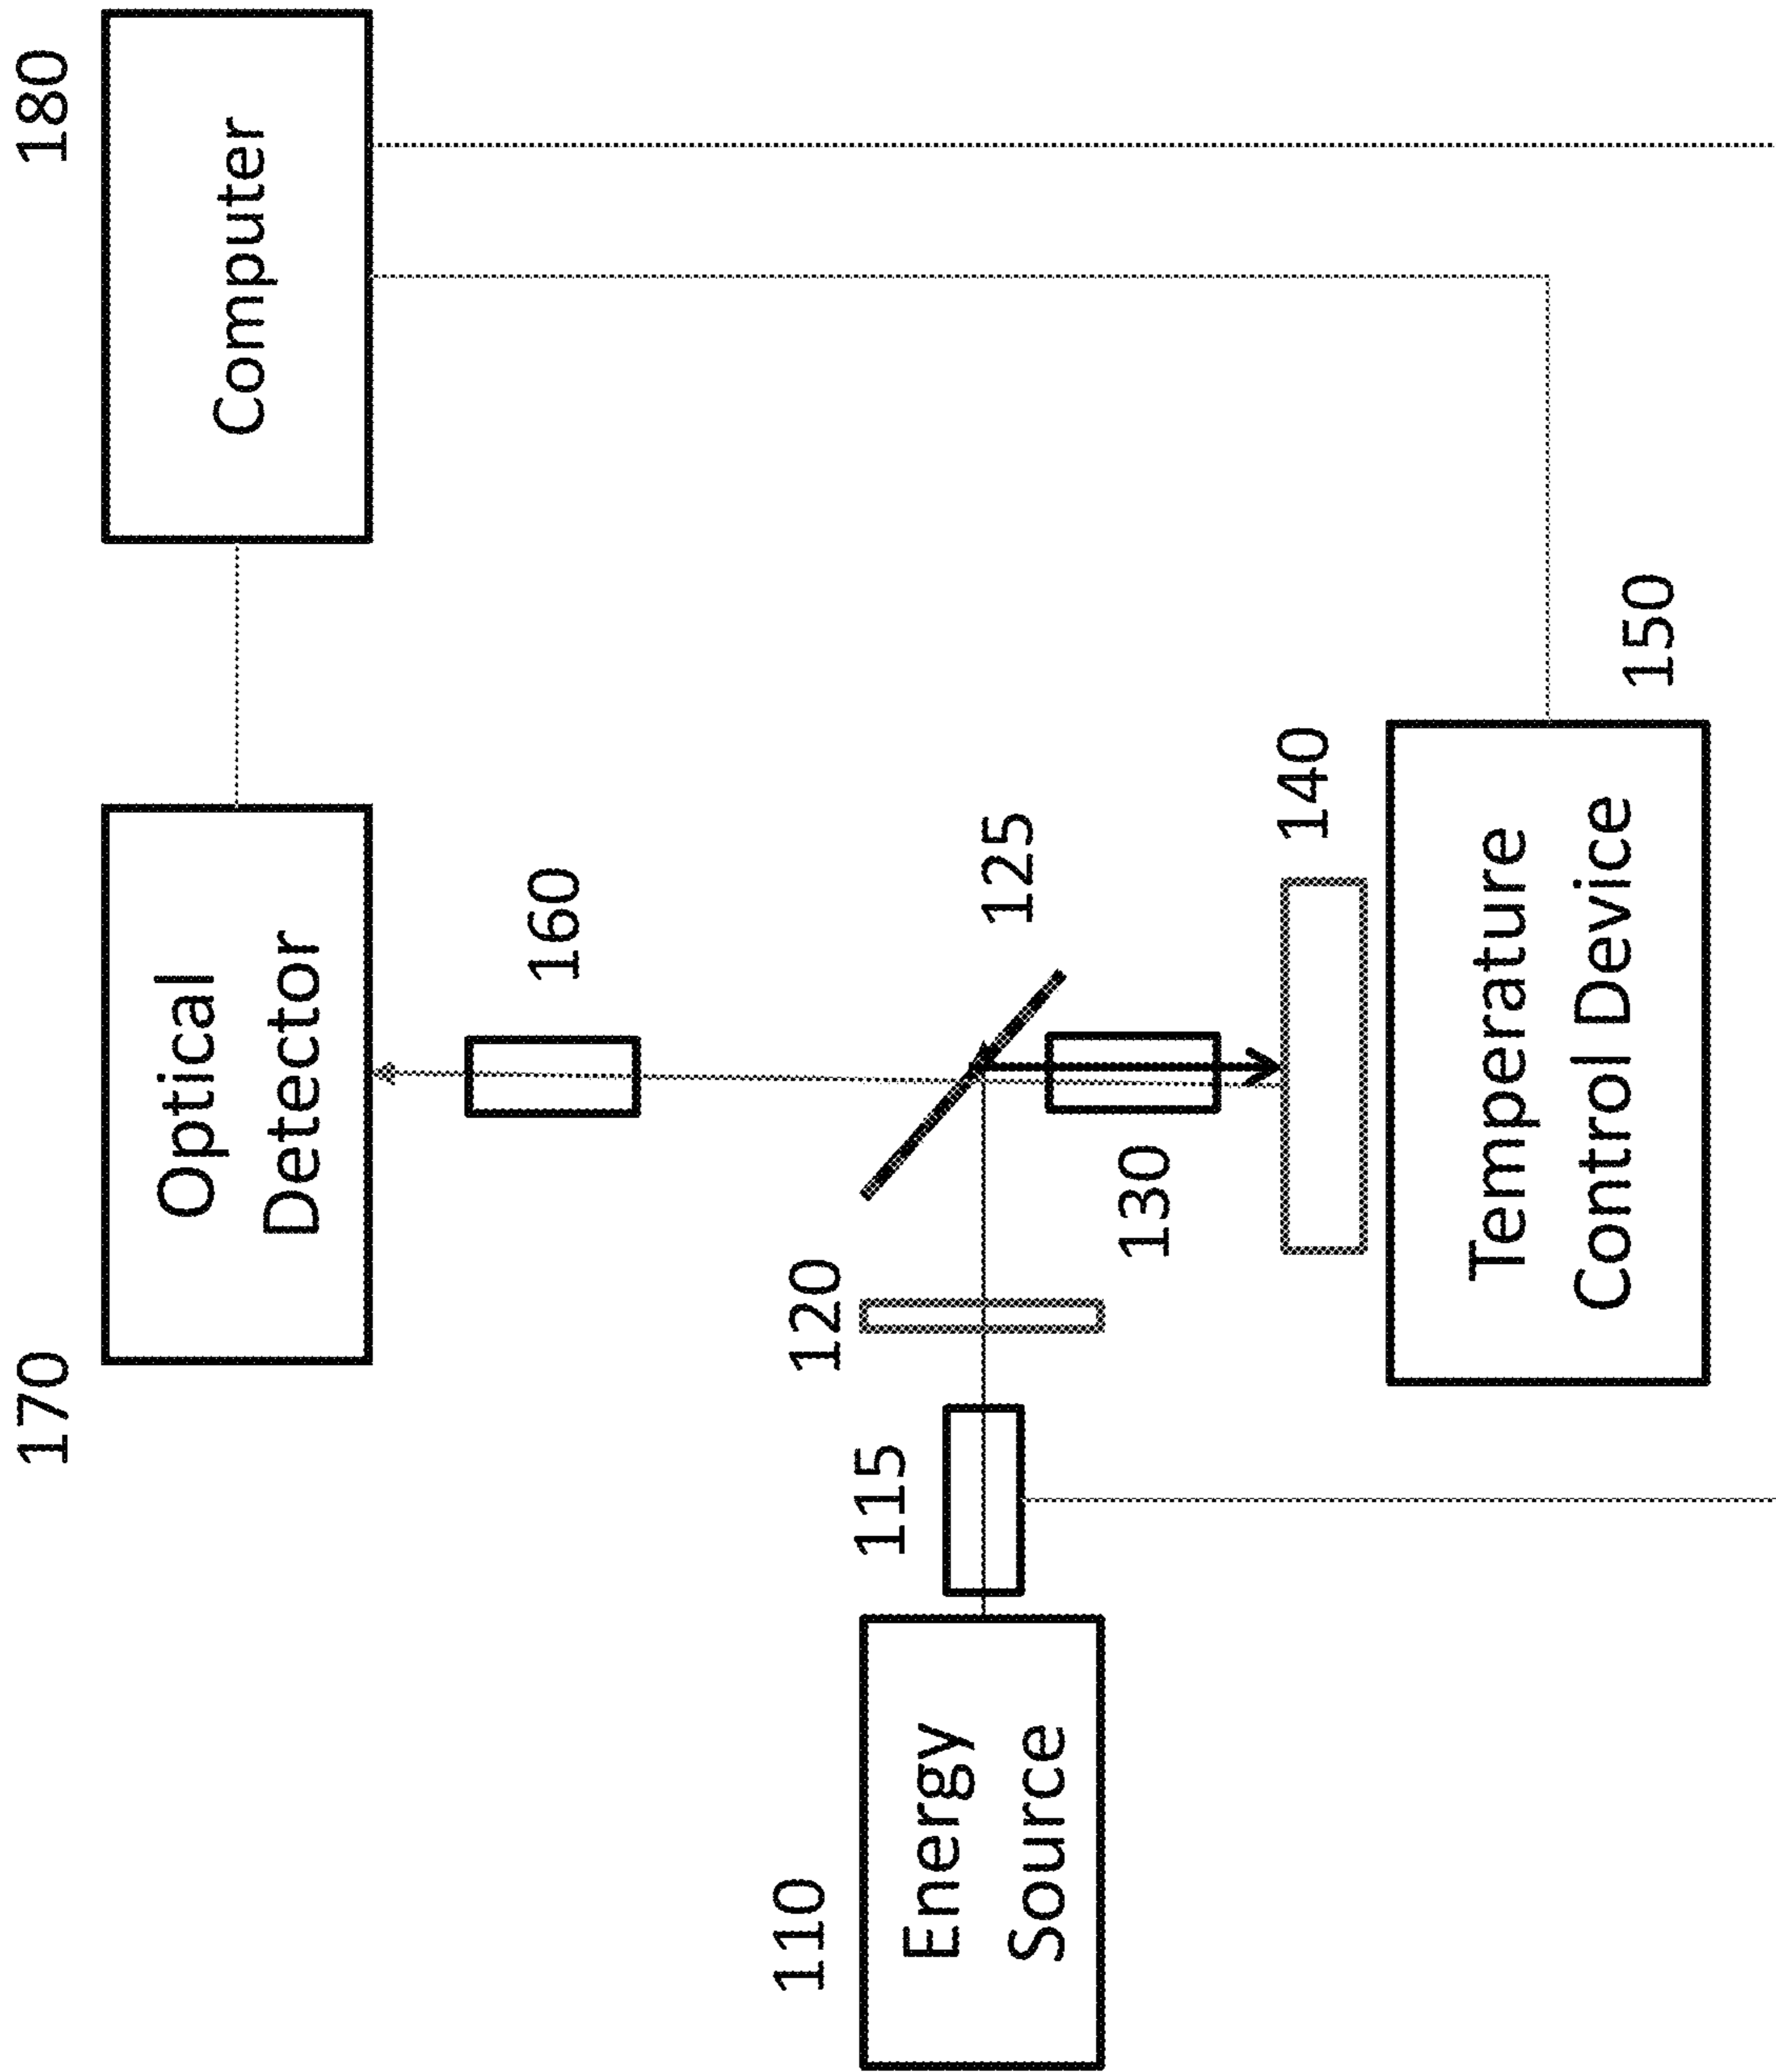 170
180
Optical
Detector
Computer
160
110
120
115
Energy
Source
125
130
140
Temperature
Control Device
150